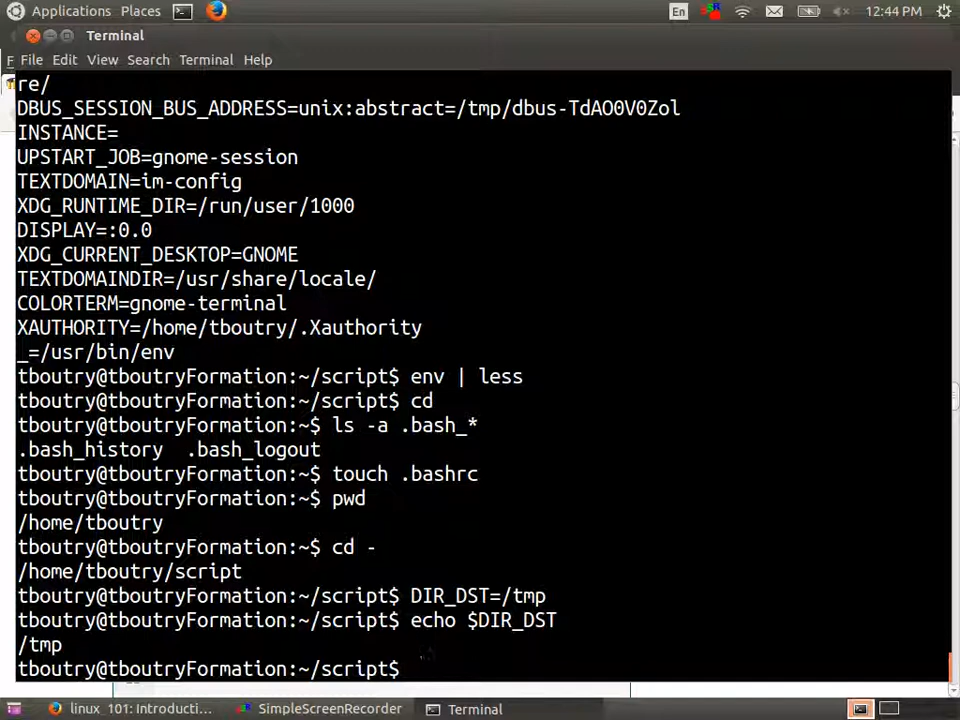 Applications Places En 12:44 PM
Terminal
File Edit View Search Terminal Help
re/
DBUS_SESSION_BUS_ADDRESS=unix:abstract=/tmp/dbus-TdAO0V0Zol
INSTANCE=
UPSTART_JOB=gnome-session
TEXTDOMAIN=im-config
XDG_RUNTIME_DIR=/run/user/1000
DISPLAY=:0.0
XDG_CURRENT_DESKTOP=GNOME
TEXTDOMAINDIR=/usr/share/locale/
COLORTERM=gnome-terminal
XAUTHORITY=/home/tboutry/.Xauthority
_=/usr/bin/env
tboutry@tboutryFormation:~/script$ env | less
tboutry@tboutryFormation:~/script$ cd
tboutry@tboutryFormation:~$ ls -a .bash_*
.bash_history  .bash_logout
tboutry@tboutryFormation:~$ touch .bashrc
tboutry@tboutryFormation:~$ pwd
/home/tboutry
tboutry@tboutryFormation:~$ cd -
/home/tboutry/script
tboutry@tboutryFormation:~/script$ DIR_DST=/tmp
tboutry@tboutryFormation:~/script$ echo $DIR_DST
/tmp
tboutry@tboutryFormation:~/script$
linux_101: Introducti... SimpleScreenRecorder Terminal